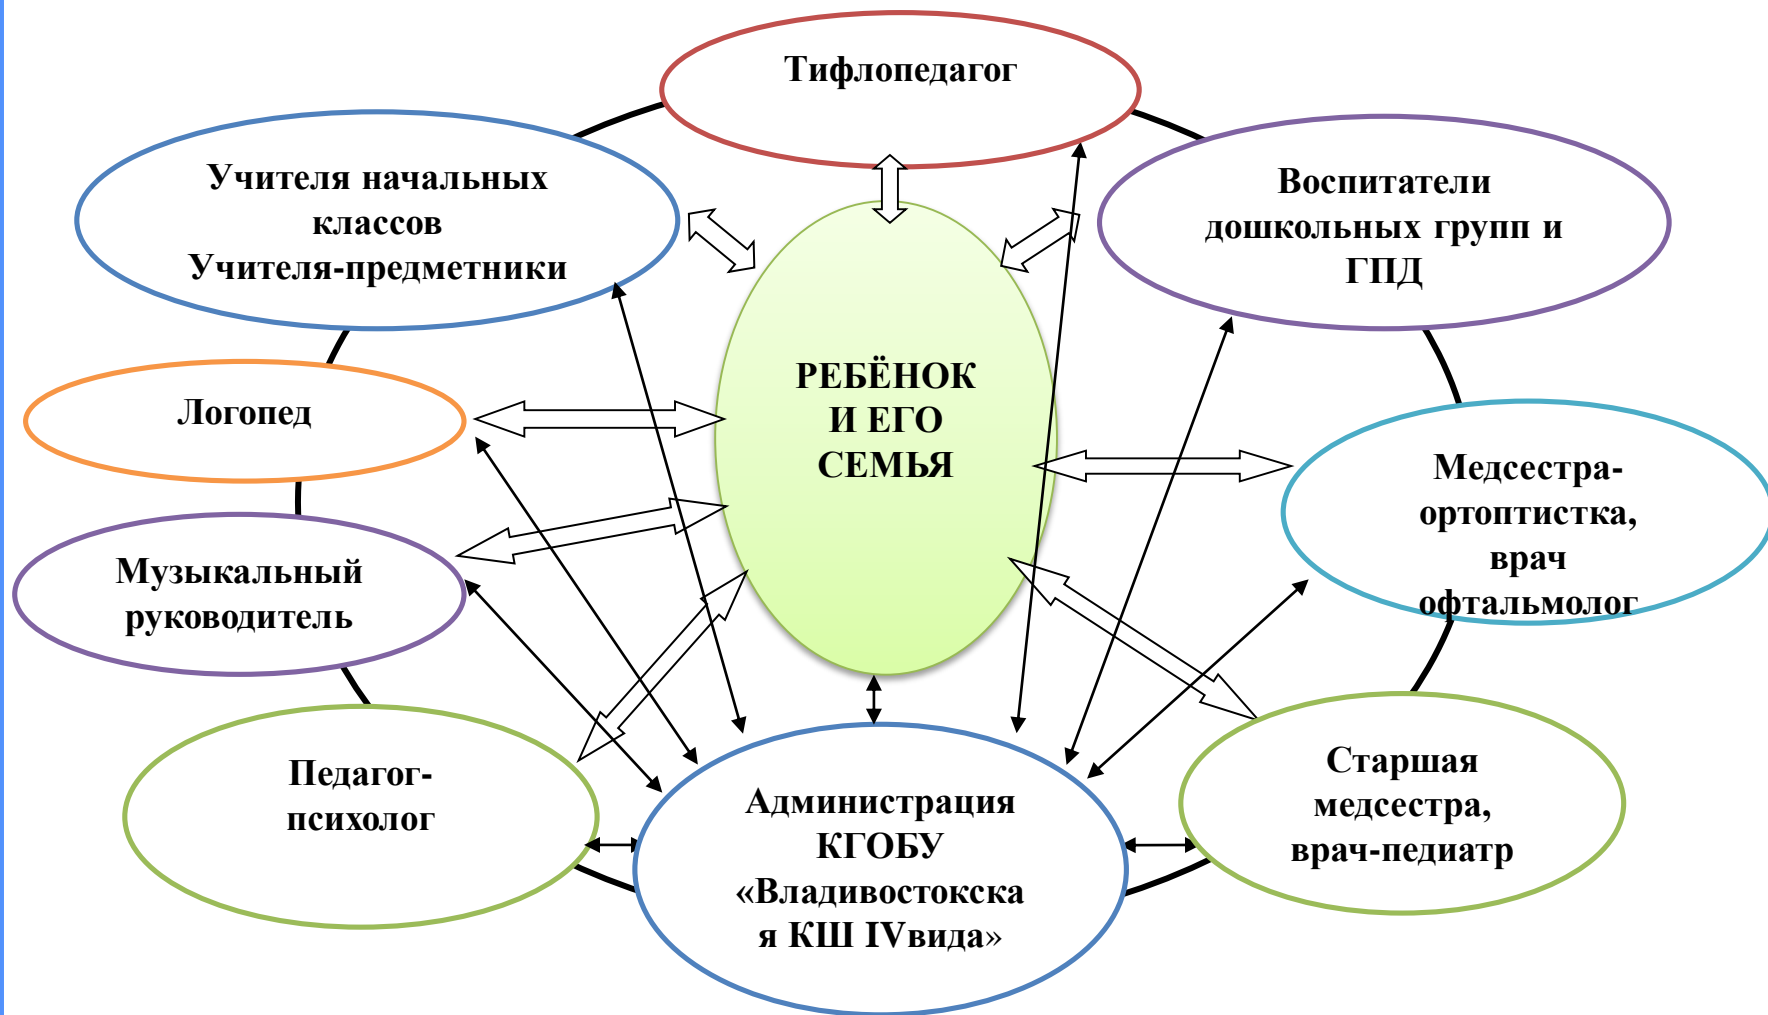 Тифлопедагог
Учителя начальных
классов
Учителя-предметники
Воспитатели
дошкольных групп и
ГПД
РЕБЁНОК
И ЕГО
СЕМЬЯ
Логопед
Медсестра-
ортоптистка,
врач
офтальмолог
Музыкальный
руководитель
Педагог-
психолог
Администрация
КГОБУ
«Владивостокска
я КШ IVвида»
Старшая
медсестра,
врач-педиатр